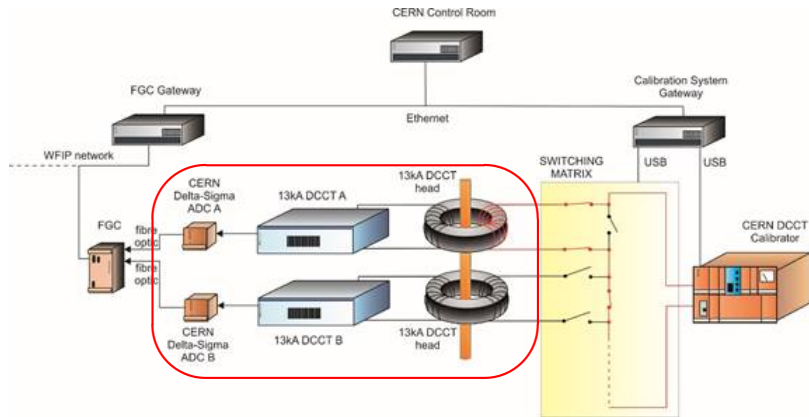 CERN Control Room
FGC Gateway
Calibration System
Gateway
Ethernet
WFIP network
USB
USB
SWITCHING
MATRIX
13kA DCCT
head
CERN
Delta-Sigma
ADC A
13kA DCCT A
FGC
fibre
optic
fibre
optic
CERN DCCT
Calibrator
CERN
Delta-Sigma
ADC B
13kA DCCT B
13kA DCCT
head